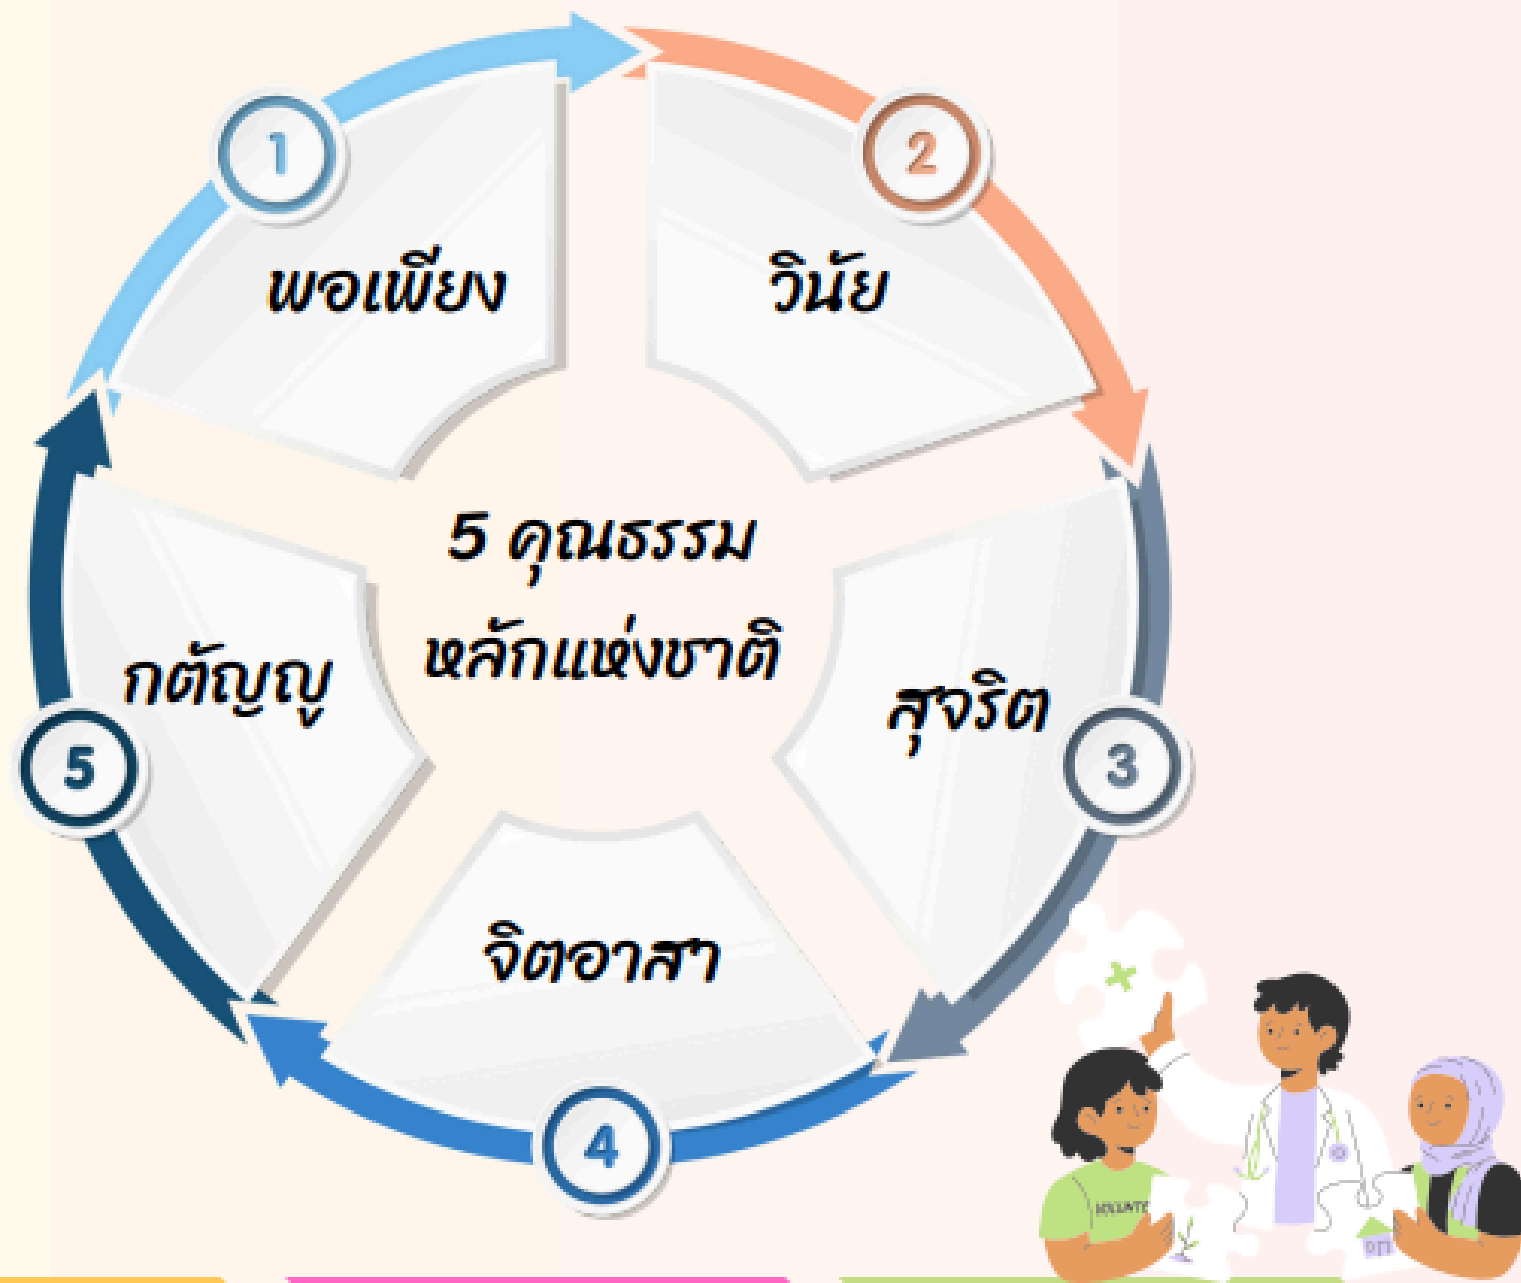 1
พอเพียง
2
วินัย
5 คุณธรรม
หลักแห่งชาติ
สุจริต
3
จิตอาสา
4
กตัญญู
5